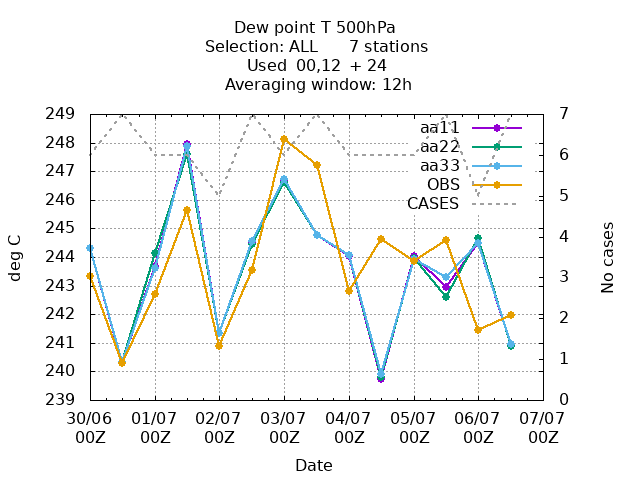 Dew point T 500hPa
Selection: ALL 7 stations
Used 00,12 + 24
Averaging window: 12h
249
248
247
246
245
244
243
242
241
240
239
deg C
7
6
5
4
3
2
1
0
No cases
aa11
aa22
aa33
OBS
CASES
30/06 01/07 02/07 03/07 04/07 05/07 06/07 07/07
00Z 00Z 00Z 00Z 00Z 00Z 00Z 00Z
Date